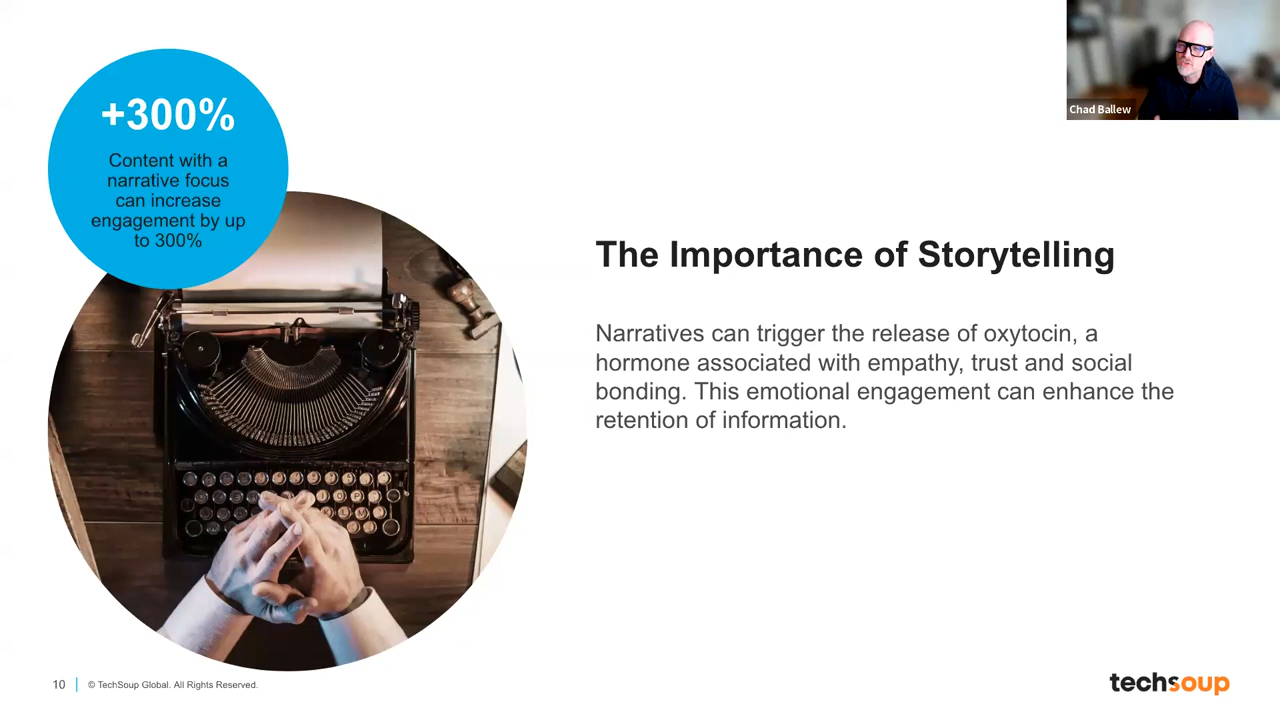 +300%
Content with a
narrative focus
can increase
engagement by up
to 300%
Chad Ballew
The Importance of Storytelling
Narratives can trigger the release of oxytocin, a
hormone associated with empathy, trust and social
bonding. This emotional engagement can enhance the
retention of information.
10
© TechSoup Global. All Rights Reserved.
techsoup